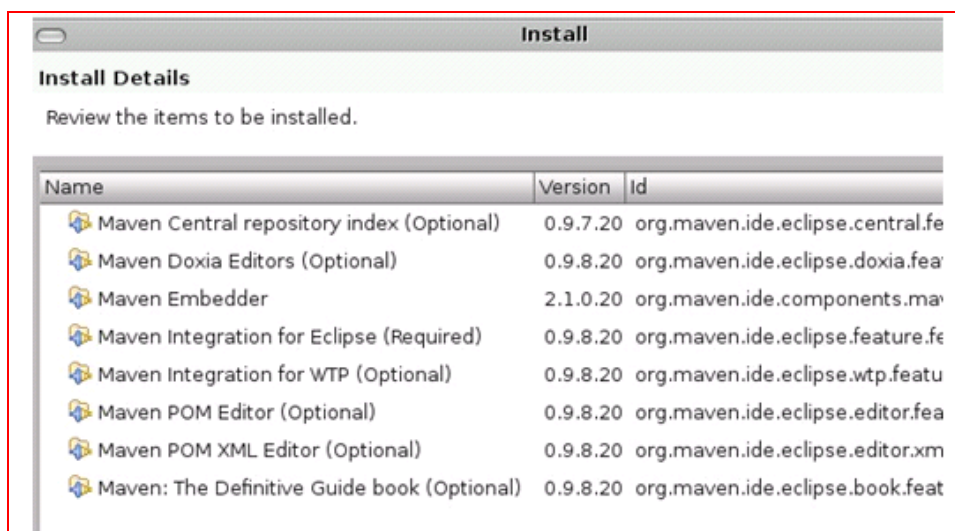 Install
Install Details
Review the items to be installed.
Name Version Id
Maven Central repository index (Optional) 0.9.7.20 org.maven.ide.eclipse.central.fe
Maven Doxia Editors (Optional) 0.9.8.20 org.maven.ide.eclipse.doxia.fea
Maven Embedder 2.1.0.20 org.maven.ide.components.ma
Maven Integration for Eclipse (Required) 0.9.8.20 org.maven.ide.eclipse.feature.fe
Maven Integration for WTP (Optional) 0.9.8.20 org.maven.ide.eclipse.wtp.featu
Maven POM Editor (Optional) 0.9.8.20 org.maven.ide.eclipse.editor.fea
Maven POM XML Editor (Optional) 0.9.8.20 org.maven.ide.eclipse.editor.xm
Maven: The Definitive Guide book (Optional) 0.9.8.20 org.maven.ide.eclipse.book.feat